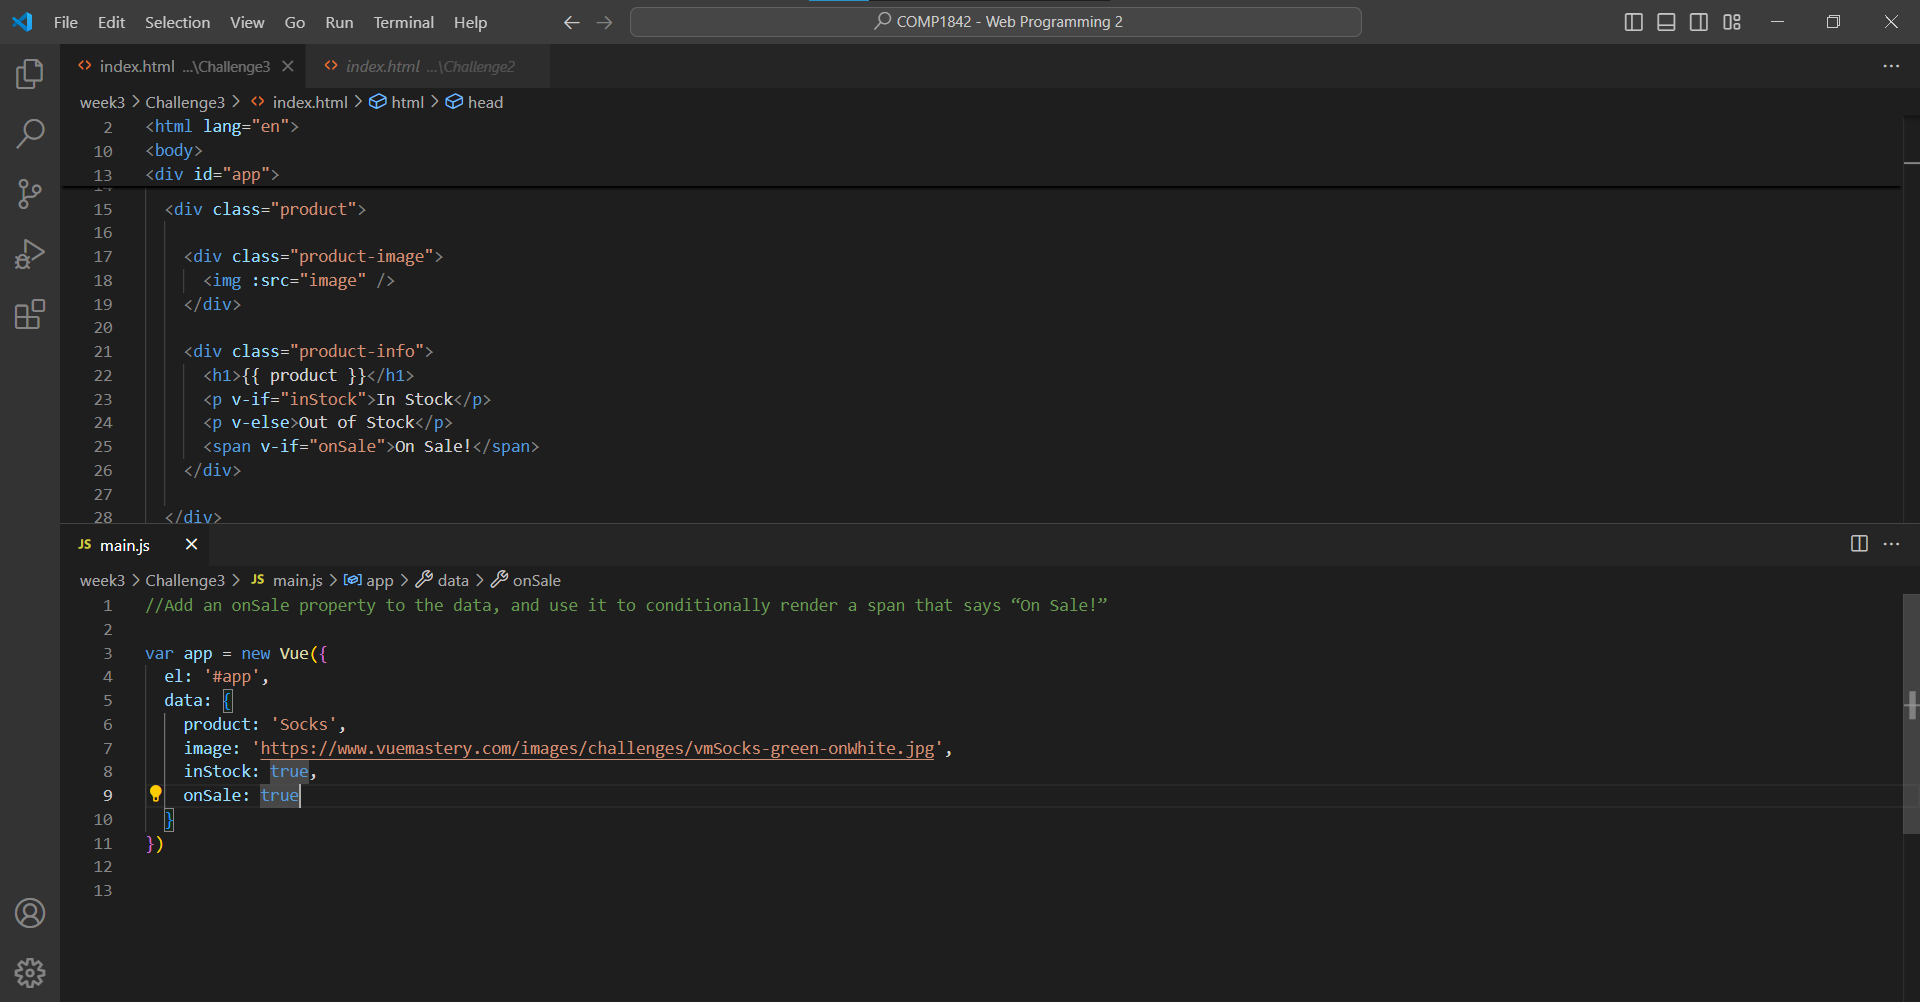 File Edit Selection View Go Run Terminal Help COMP1842 - Web Programming 2
index.html ...\Challenge3 index.html ...\Challenge2
week3 > Challenge3 > index.html > html > head
2 <html lang="en">
10 <body>
13 <div id="app">
14
15 <div class="product">
16
17 <div class="product-image">
18 <img :src="image" />
19 </div>
20
21 <div class="product-info">
22 <h1>{{ product }}</h1>
23 <p v-if="inStock">In Stock</p>
24 <p v-else>Out of Stock</p>
25 <span v-if="onSale">On Sale!</span>
26 </div>
27
28 </div>
JS main.js
week3 > Challenge3 > JS main.js > app > data > onSale
1 //Add an onSale property to the data, and use it to conditionally render a span that says “On Sale!”
2
3 var app = new Vue({
4 el: '#app',
5 data: {
6 product: 'Socks',
7 image: 'https://www.vuemastery.com/images/challenges/vmSocks-green-onWhite.jpg',
8 inStock: true,
9 onSale: true
10 }
11 })
12
13